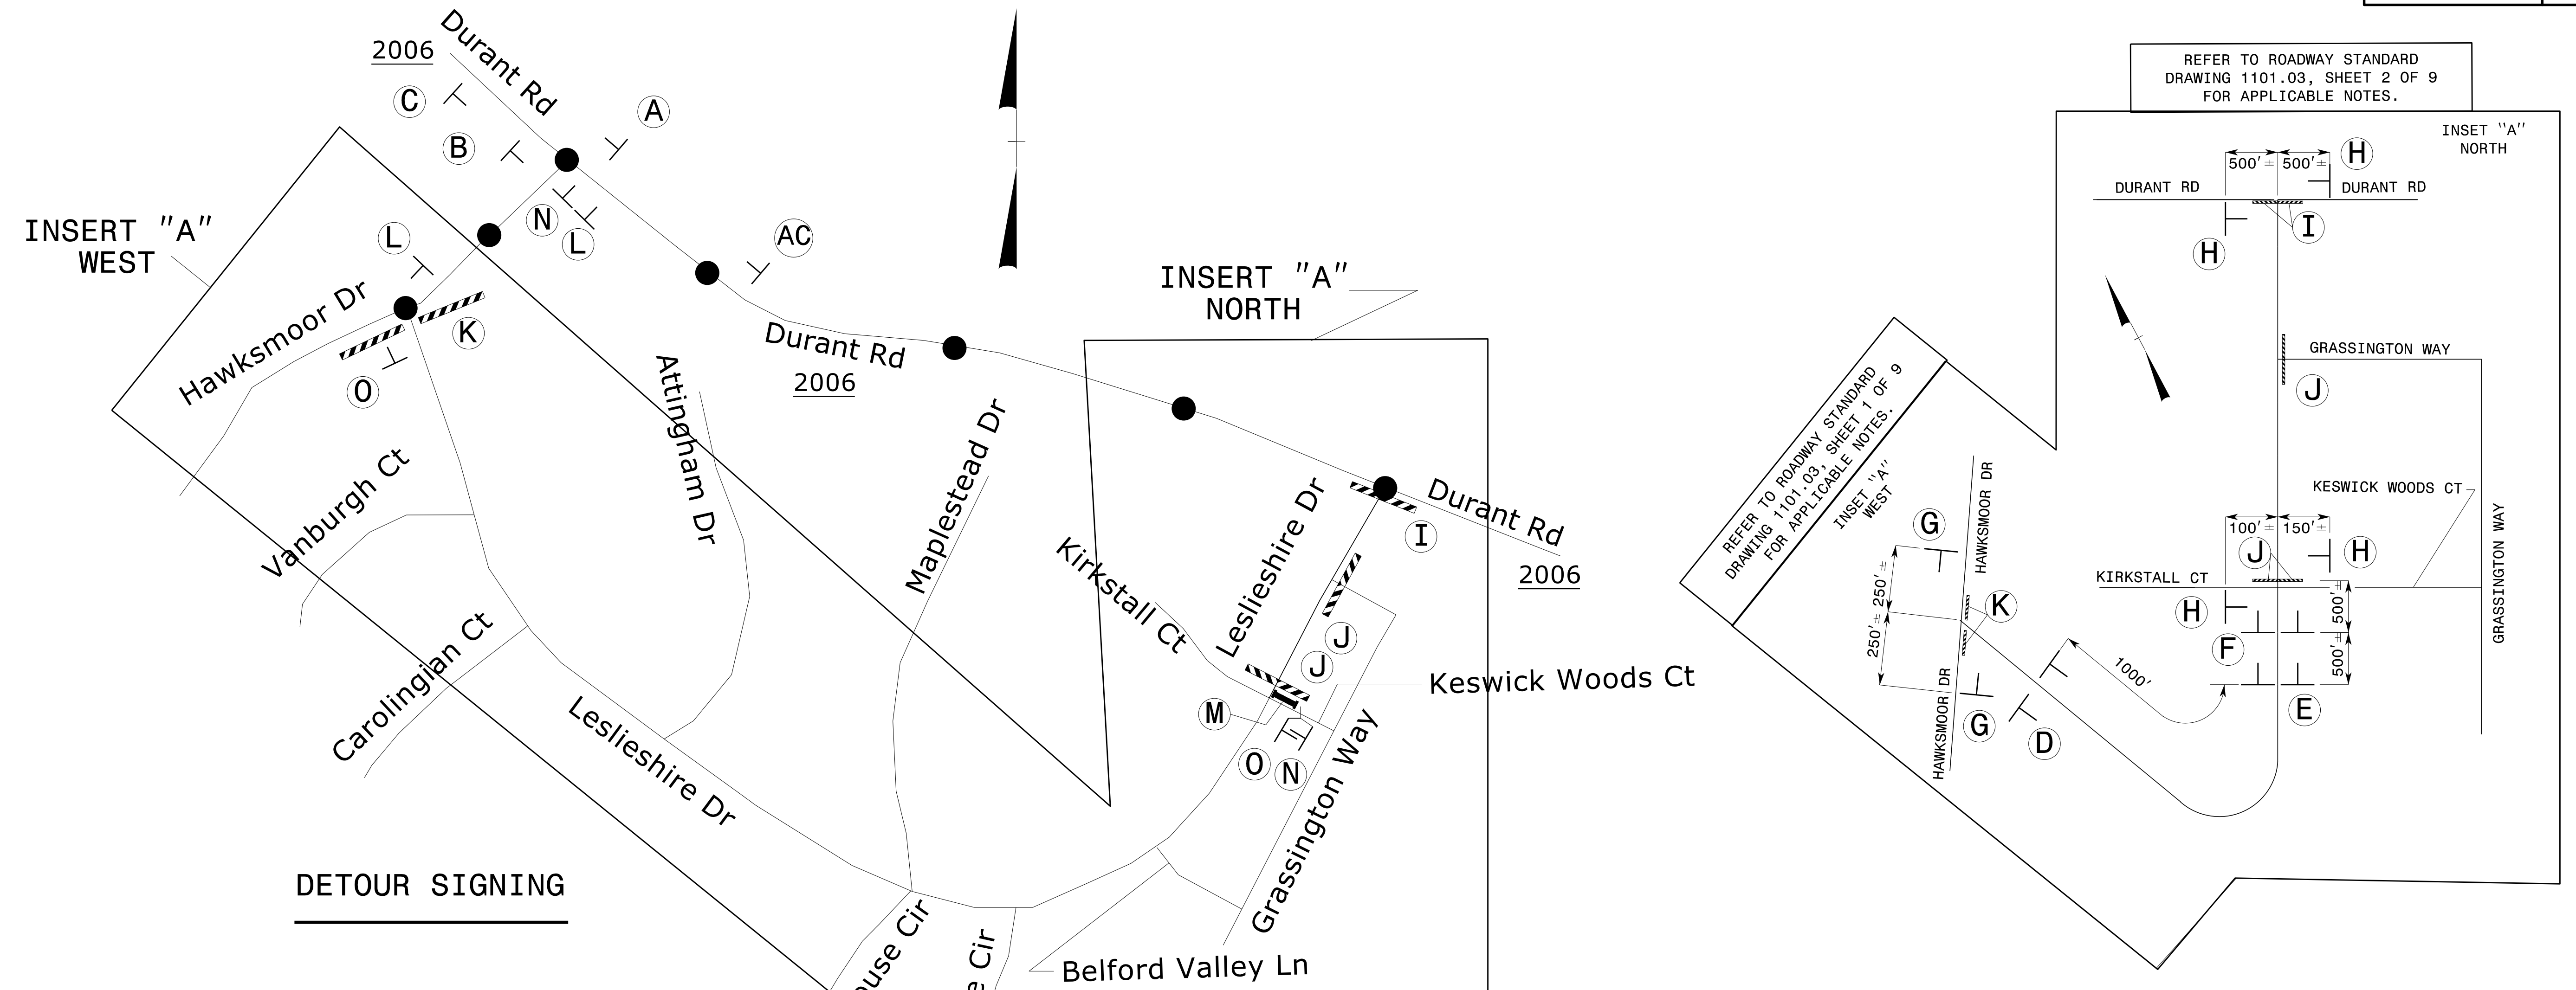 2006
Durant Rd
C
A
B
INSERT "A"
WEST
L
N
L
AC
Hawksmoor Dr
K
O
INSERT "A"
NORTH
Durant Rd
2006
Attingham Dr
Maplestead Dr
Vanburgh Ct
Carolingian Ct
Leslieshire Dr
Kirkstall Ct
Leslieshire Dr
Durant Rd
I
2006
J
J
Keswick Woods Ct
M
O
N
Grassington Way
Belford Valley Ln
DETOUR SIGNING
REFER TO ROADWAY STANDARD
DRAWING 1101.03, SHEET 2 OF 9
FOR APPLICABLE NOTES.
INSET "A"
NORTH
500'±
500'±
H
DURANT RD
DURANT RD
H
I
GRASSINGTON WAY
J
KESWICK WOODS CT
GRASSINGTON WAY
100'±
150'±
J
H
KIRKSTALL CT
H
500'±
F
500'±
E
REFER TO ROADWAY STANDARD
DRAWING 1101.03, SHEET 1 OF 9
FOR APPLICABLE NOTES.
INSET "A"
WEST
G
HAWKSMOOR DR
250'±
K
250'±
HAWKSMOOR DR
G
D
1000'